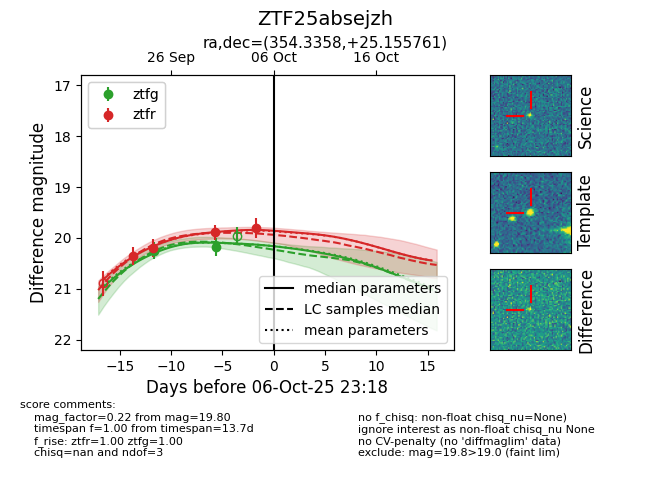 ZTF25absejzh
ra,dec=(354.3358,+25.155761)
26 Sep
06 Oct
16 Oct
ztfg
ztfr
17
18
19
20
21
22
Difference magnitude
median parameters
LC samples median
mean parameters
−15
−10
−5
0
5
10
15
Days before 06-Oct-25 23:18
Science
Template
Difference
score comments:
mag_factor=0.22 from mag=19.80
timespan f=1.00 from timespan=13.7d
f_rise: ztfr=1.00 ztfg=1.00
chisq=nan and ndof=3
no f_chisq: non-float chisq_nu=None)
ignore interest as non-float chisq_nu None
no CV-penalty (no 'diffmaglim' data)
exclude: mag=19.8>19.0 (faint lim)